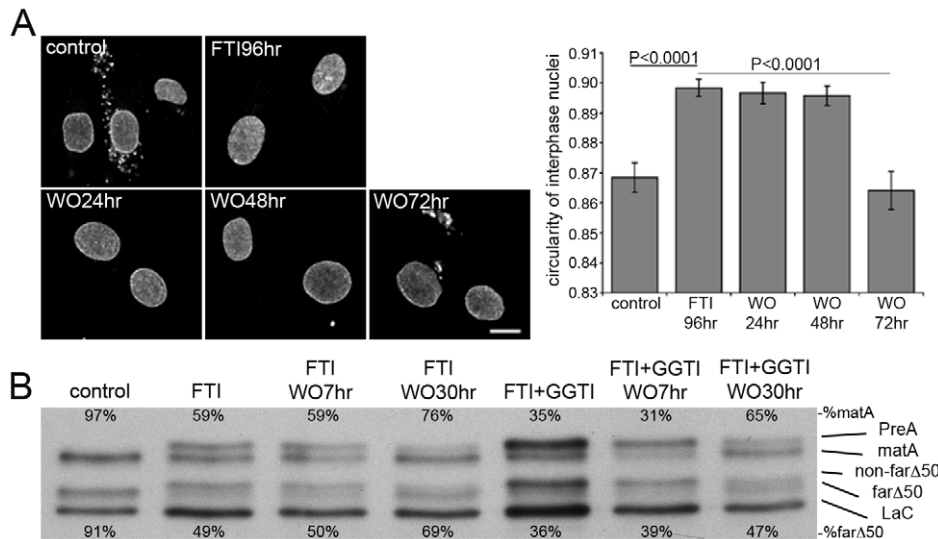 A
control
FTI96hr
WO24hr
WO48hr
WO72hr
circularity of interphase nuclei
0.91
0.90
0.89
0.88
0.87
0.86
0.85
0.84
0.83
P<0.0001
P<0.0001
control
FTI
96hr
WO
24hr
WO
48hr
WO
72hr
B
control
FTI
FTI
WO7hr
FTI
WO30hr
FTI+GGTI
FTI+GGTI
WO7hr
FTI+GGTI
WO30hr
97% 59% 59% 76% 35% 31% 65% -%matA
PreA
matA
non-farΔ50
farΔ50
LaC
91% 49% 50% 69% 36% 39% 47% -%farΔ50